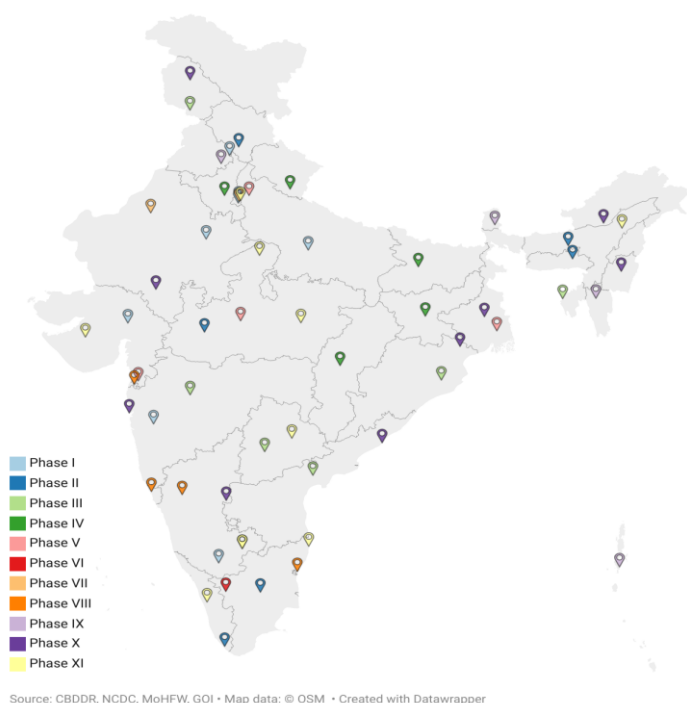 Phase I
Phase II
Phase III
Phase IV
Phase V
Phase VI
Phase VII
Phase VIII
Phase IX
Phase X
Phase XI
Source: CBDDR, NCDC, MoHFW, GOI • Map data: © OSM • Created with Datawrapper